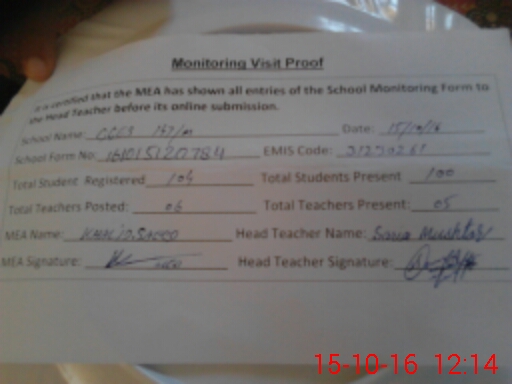 Monitoring Visit Proof
It is certified that the MEA has shown all entries of the School Monitoring Form to
the Head Teacher before its online submission.
School Name: 167/m Date: 15/10/16
School Form No: 161015120784 EMIS Code:
Total Student Registered 104 Total Students Present 100
Total Teachers Posted: 06 Total Teachers Present: 05
MEA Name: Head Teacher Name: Mushtaq
MEA Signature: Head Teacher Signature:
15-10-16 12:14